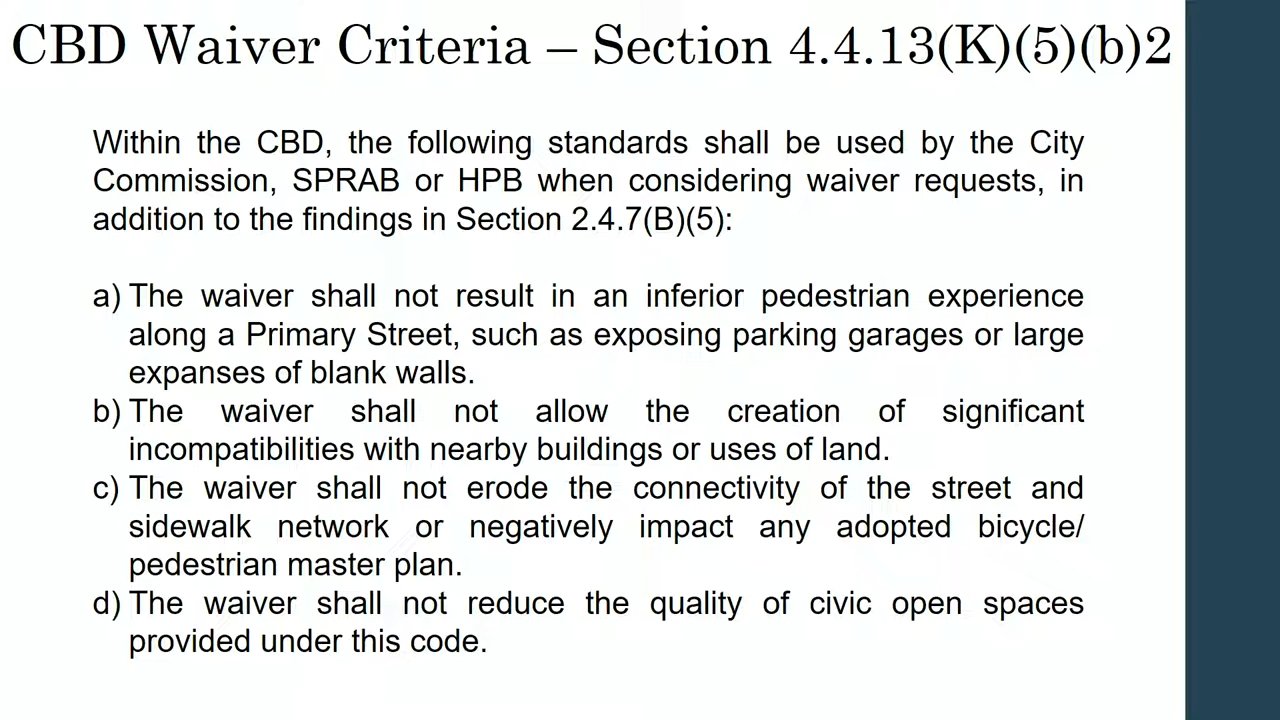 CBD Waiver Criteria – Section 4.4.13(K)(5)(b)2
Within the CBD, the following standards shall be used by the City
Commission, SPRAB or HPB when considering waiver requests, in
addition to the findings in Section 2.4.7(B)(5):
a) The waiver shall not result in an inferior pedestrian experience
along a Primary Street, such as exposing parking garages or large
expanses of blank walls.
b) The waiver shall not allow the creation of significant
incompatibilities with nearby buildings or uses of land.
c) The waiver shall not erode the connectivity of the street and
sidewalk network or negatively impact any adopted bicycle/
pedestrian master plan.
d) The waiver shall not reduce the quality of civic open spaces
provided under this code.